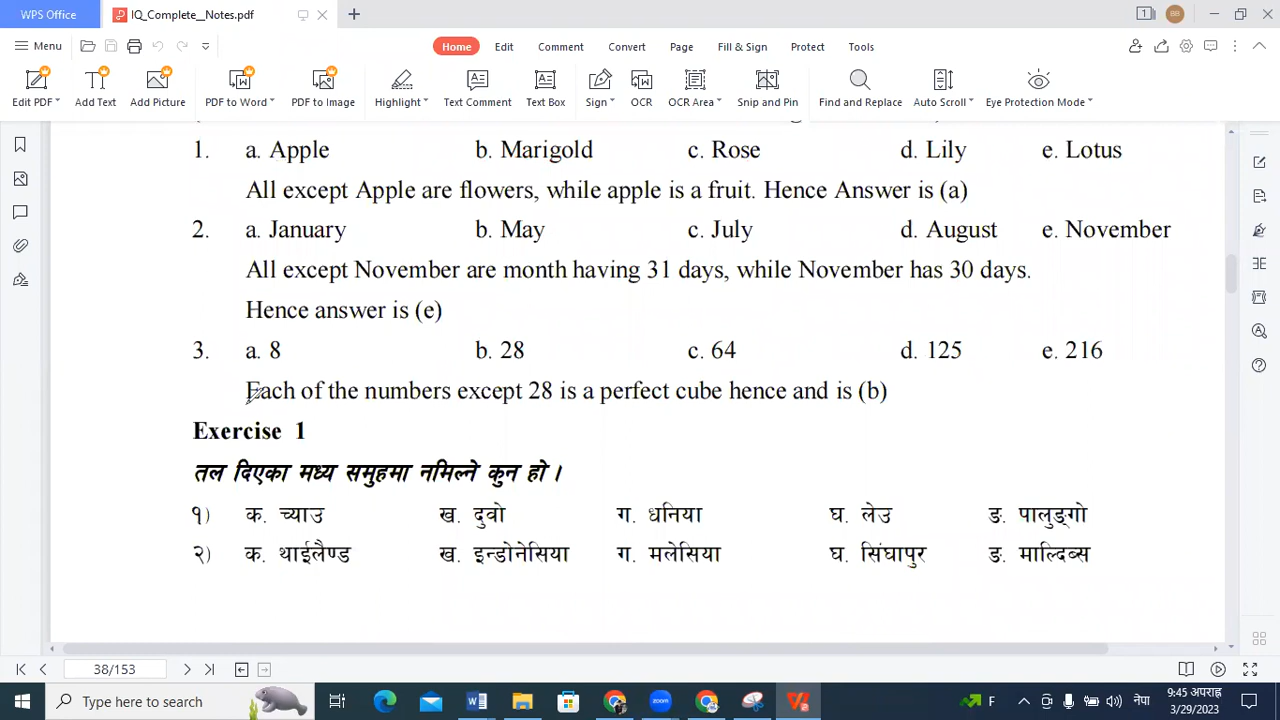 WPS Office
IQ_Complete__Notes.pdf
1
BB
Menu
Home Edit Comment Convert Page Fill & Sign Protect Tools
Edit PDF Add Text Add Picture PDF to Word PDF to Image Highlight Text Comment Text Box Sign OCR OCR Area Snip and Pin Find and Replace Auto Scroll Eye Protection Mode
1. a. Apple b. Marigold c. Rose d. Lily e. Lotus
All except Apple are flowers, while apple is a fruit. Hence Answer is (a)
2. a. January b. May c. July d. August e. November
All except November are month having 31 days, while November has 30 days.
Hence answer is (e)
3. a. 8 b. 28 c. 64 d. 125 e. 216
Each of the numbers except 28 is a perfect cube hence and is (b)
Exercise 1
तल दिएका मध्य समुहमा नमिल्ने कुन हो ।
१) क. च्याउ ख. दुवो ग. धनिया घ. लेउ ङ. पालुङ्गो
२) क. थाईलैण्ड ख. इन्डोनेसिया ग. मलेसिया घ. सिंघापुर ङ. माल्दिब्स
38/153
Type here to search
F
नेपा
9:45 अपराह्न
3/29/2023